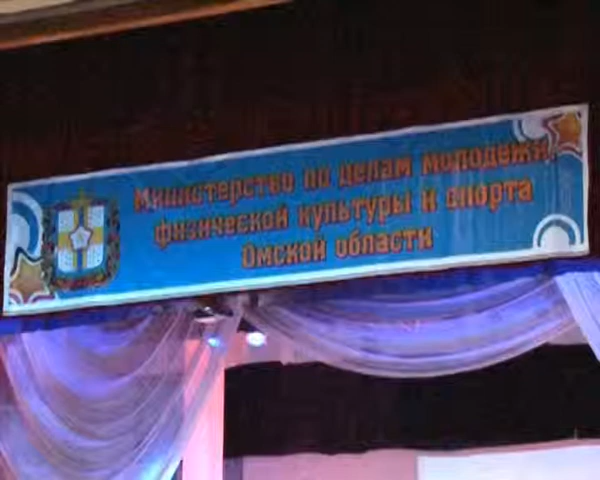 Министерство по делам молодежи,
физической культуры и спорта
Омской области